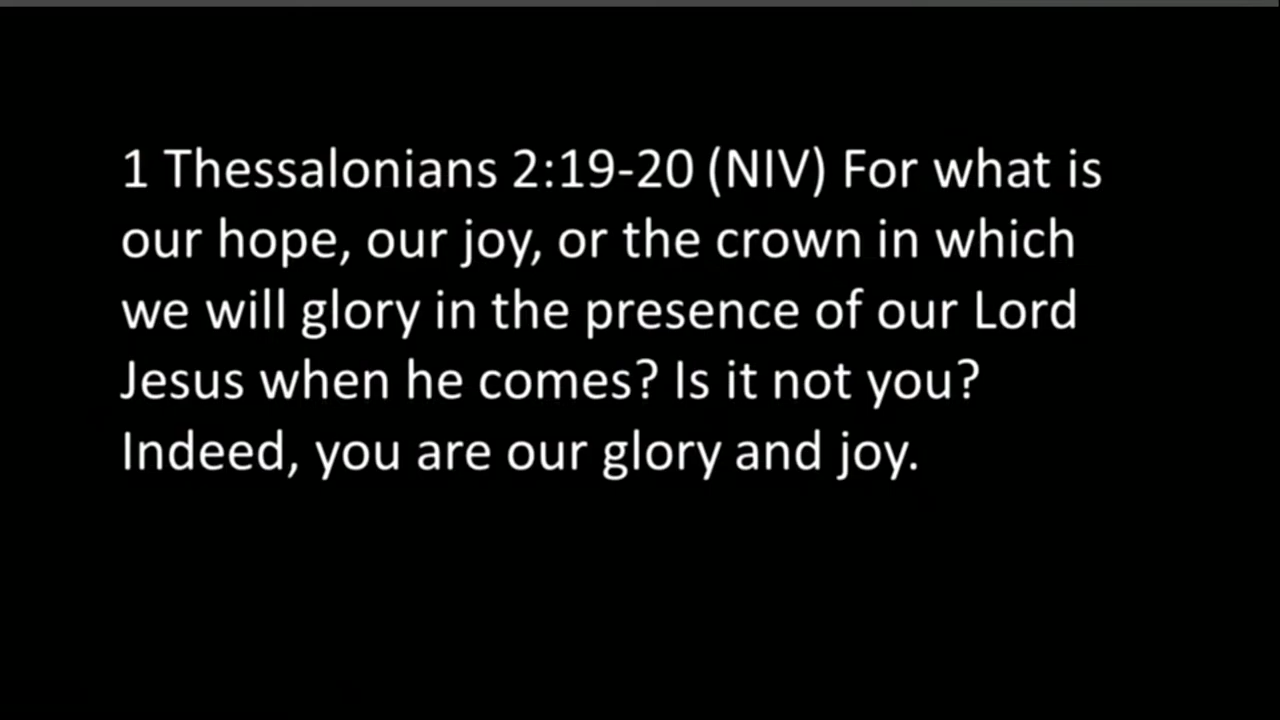 1 Thessalonians 2:19-20 (NIV) For what is
our hope, our joy, or the crown in which
we will glory in the presence of our Lord
Jesus when he comes? Is it not you?
Indeed, you are our glory and joy.